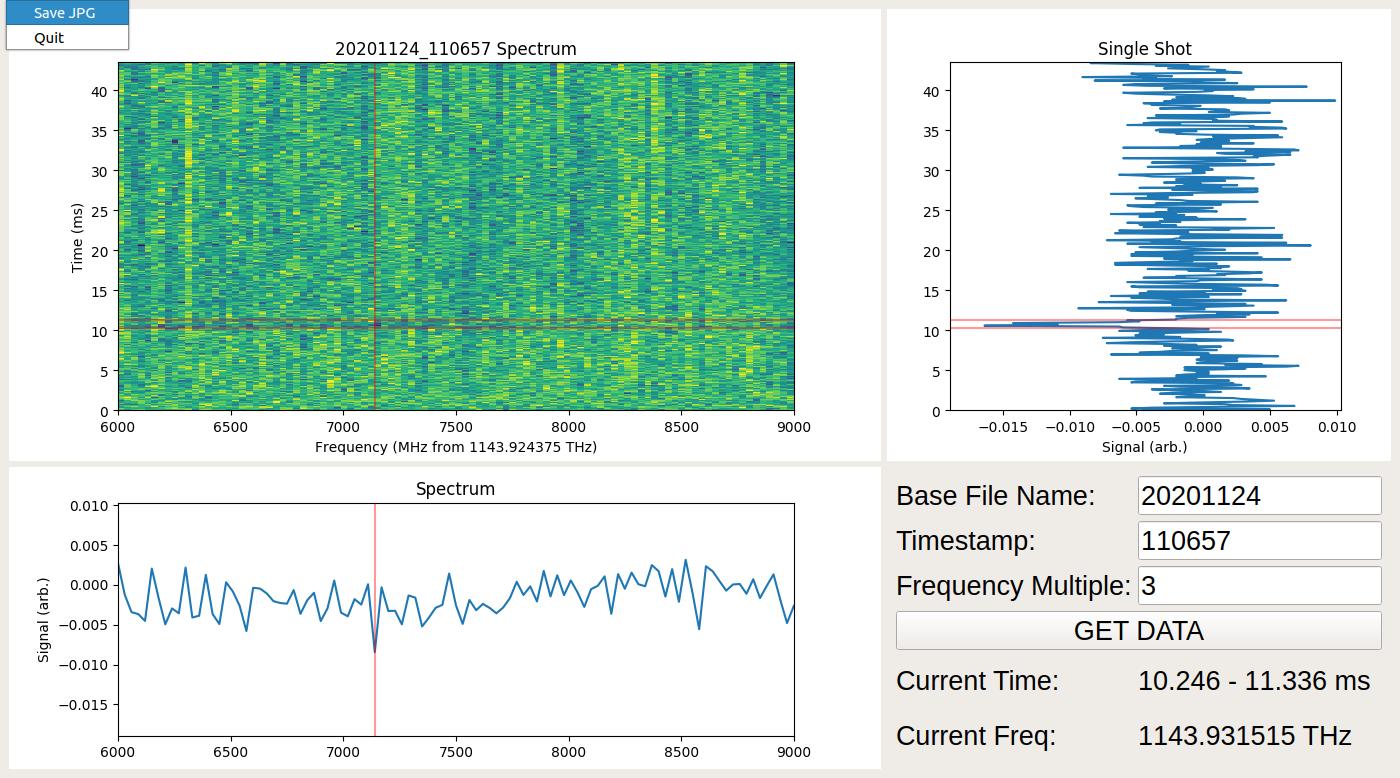 Save JPG
Quit
20201124_110657 Spectrum
Time (ms)
40
35
30
25
20
15
10
5
0
6000 6500 7000 7500 8000 8500 9000
Frequency (MHz from 1143.924375 THz)
Single Shot
40
35
30
25
20
15
10
5
0
−0.015 −0.010 −0.005 0.000 0.005 0.010
Signal (arb.)
Spectrum
Signal (arb.)
0.010
0.005
0.000
−0.005
−0.010
−0.015
6000 6500 7000 7500 8000 8500 9000
Base File Name: 20201124
Timestamp: 110657
Frequency Multiple: 3
GET DATA
Current Time: 10.246 - 11.336 ms
Current Freq: 1143.931515 THz